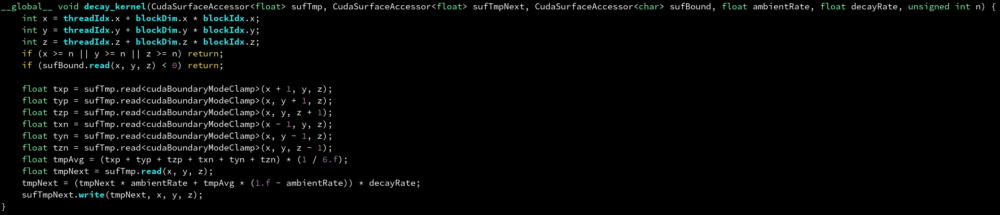 __global__ void decay_kernel(CudaSurfaceAccessor<float> sufTmp, CudaSurfaceAccessor<float> sufTmpNext, CudaSurfaceAccessor<char> sufBound, float ambientRate, float decayRate, unsigned int n) {
    int x = threadIdx.x + blockDim.x * blockIdx.x;
    int y = threadIdx.y + blockDim.y * blockIdx.y;
    int z = threadIdx.z + blockDim.z * blockIdx.z;
    if (x >= n || y >= n || z >= n) return;
    if (sufBound.read(x, y, z) < 0) return;

    float txp = sufTmp.read<cudaBoundaryModeClamp>(x + 1, y, z);
    float typ = sufTmp.read<cudaBoundaryModeClamp>(x, y + 1, z);
    float tzp = sufTmp.read<cudaBoundaryModeClamp>(x, y, z + 1);
    float txn = sufTmp.read<cudaBoundaryModeClamp>(x - 1, y, z);
    float tyn = sufTmp.read<cudaBoundaryModeClamp>(x, y - 1, z);
    float tzn = sufTmp.read<cudaBoundaryModeClamp>(x, y, z - 1);
    float tmpAvg = (txp + typ + tzp + txn + tyn + tzn) * (1 / 6.f);
    float tmpNext = sufTmp.read(x, y, z);
    tmpNext = (tmpNext * ambientRate + tmpAvg * (1.f - ambientRate)) * decayRate;
    sufTmpNext.write(tmpNext, x, y, z);
}